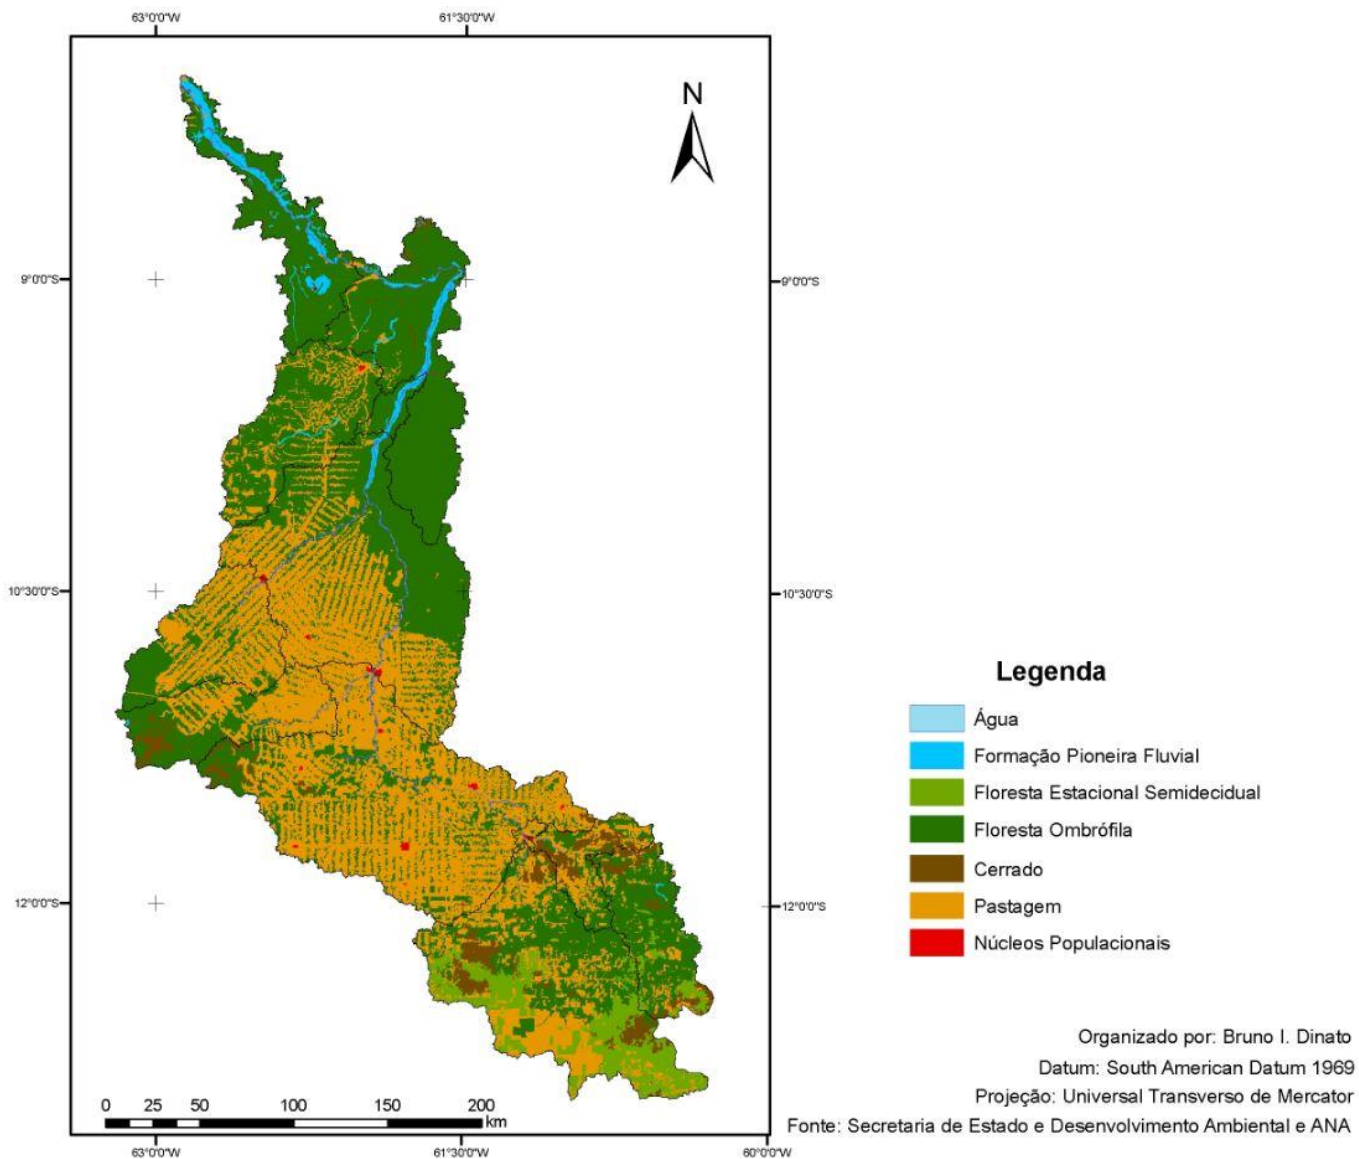 63°0'0"W
61°30'0"W
N
9°0'0"S
9°0'0"S
10°30'0"S
10°30'0"S
Legenda
Água
Formação Pioneira Fluvial
Floresta Estacional Semidecidual
Floresta Ombrófila
Cerrado
Pastagem
Núcleos Populacionais
12°0'0"S
12°0'0"S
Organizado por: Bruno I. Dinato
Datum: South American Datum 1969
Projeção: Universal Transverso de Mercator
Fonte: Secretaria de Estado e Desenvolvimento Ambiental e ANA
0 25 50 100 150 200 km
63°0'0"W
61°30'0"W
60°0'0"W